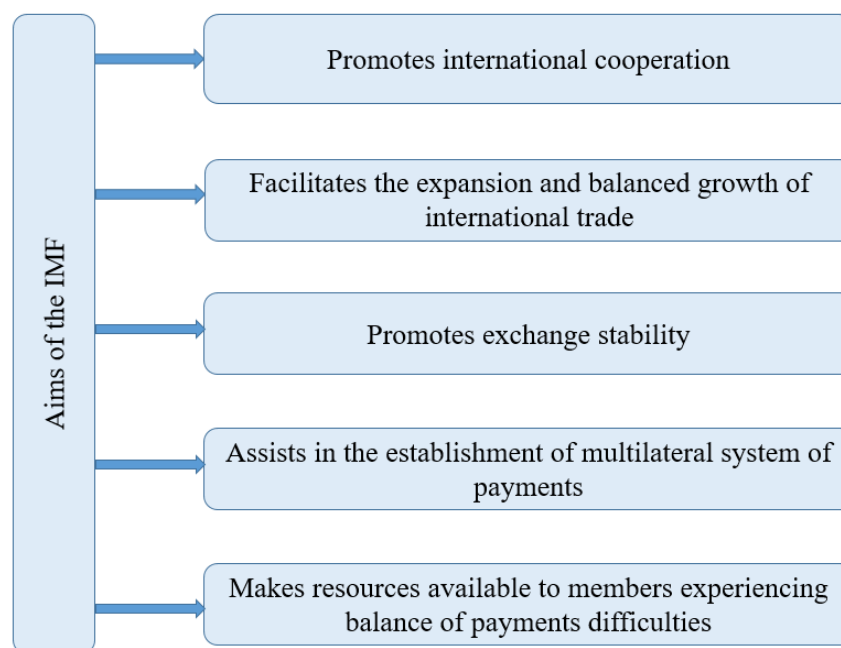 Aims of the IMF
Promotes international cooperation
Facilitates the expansion and balanced growth of
international trade
Promotes exchange stability
Assists in the establishment of multilateral system of
payments
Makes resources available to members experiencing
balance of payments difficulties